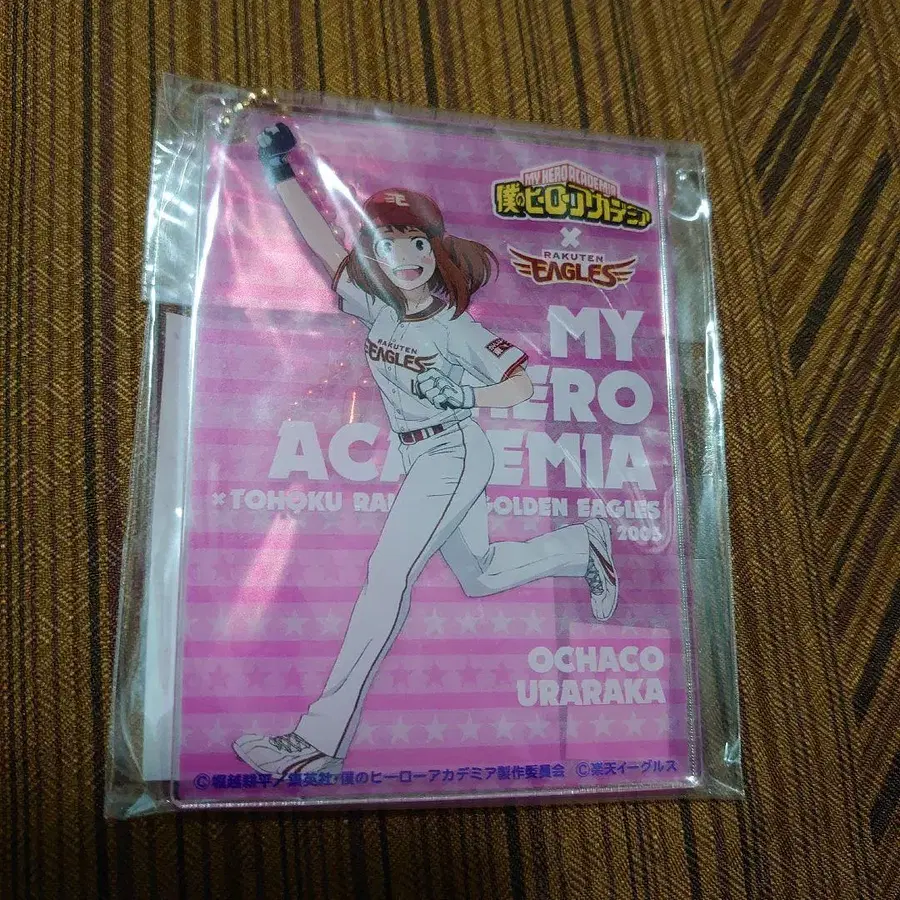 MY HERO ACADEMIA
僕のヒーローアカデミア
×
RAKUTEN
EAGLES
E
RAKUTEN
EAGLES
MY
HERO
ACADEMIA
× TOHOKU GOLDEN EAGLES
OCHACO
URARAKA
©堀越耕平／集英社・僕のヒーローアカデミア製作委員会 ©楽天イーグルス